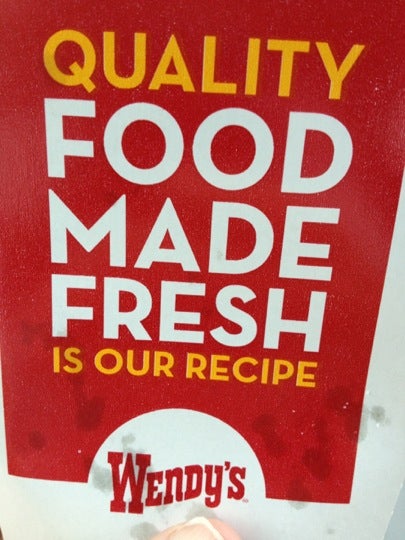 QUALITY
FOOD
MADE
FRESH
IS OUR RECIPE
WENDY'S